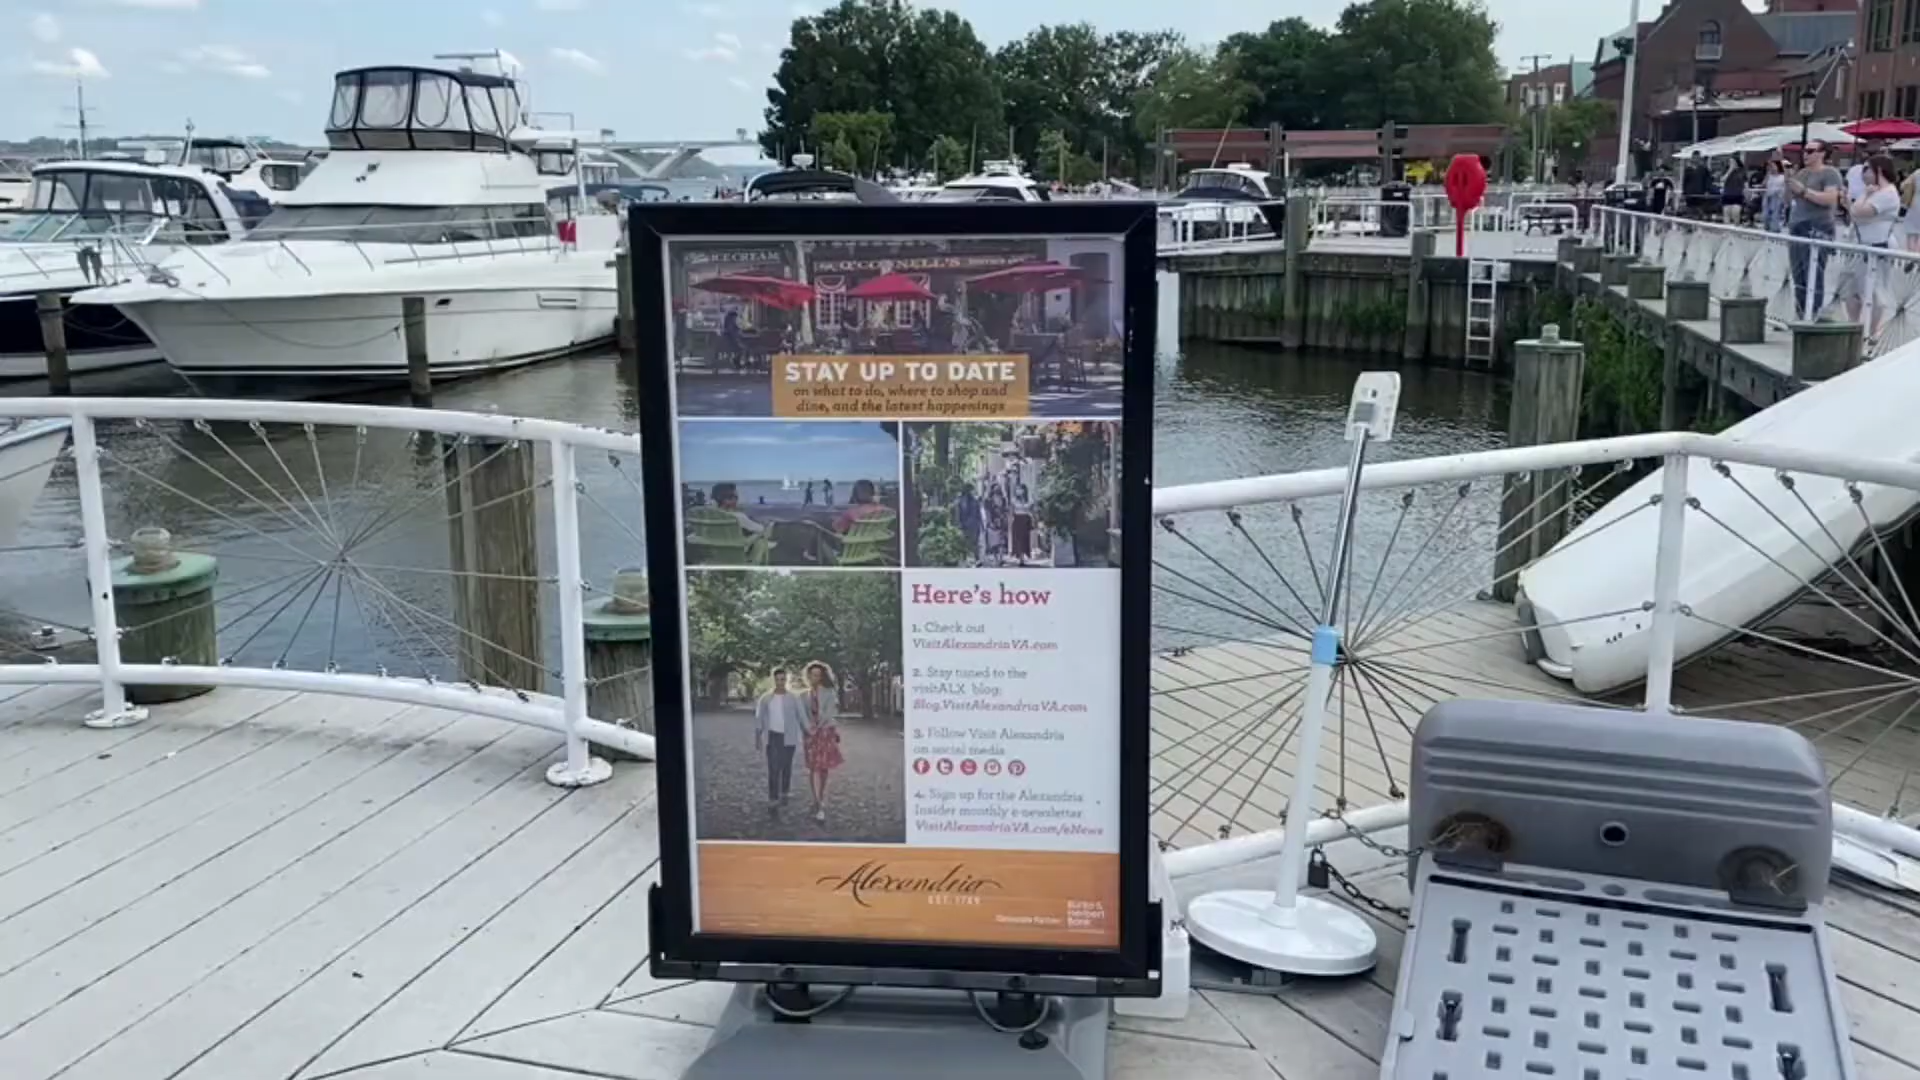 ICE CREAM
O'CONNELL'S
STAY UP TO DATE
on what to do, where to shop and
dine, and the latest happenings
Here's how
1. Check out
VisitAlexandriaVA.com
2. Stay tuned to the
visitALX blog:
Blog.VisitAlexandriaVA.com
3. Follow Visit Alexandria
on social media
4. Sign up for the Alexandria
Insider monthly e-newsletter
VisitAlexandriaVA.com/eNews
Alexandria
EST. 1749
Burke &
Herbert
Bank